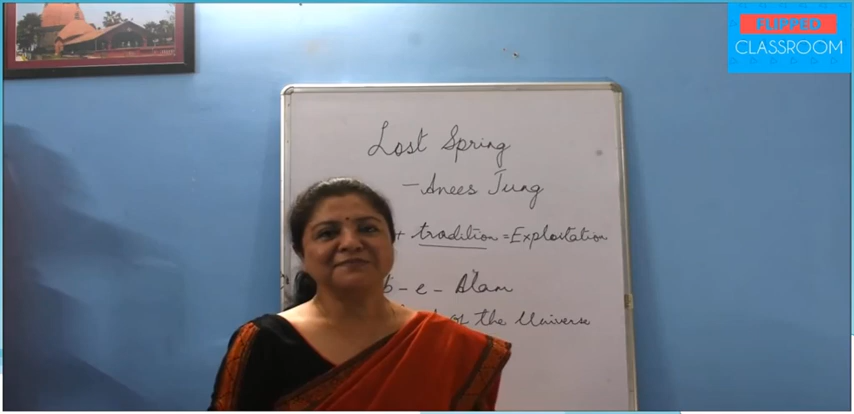 FLIPPED
CLASSROOM
Lost Spring
- Anees Jung
+ tradition = Exploitation
- e - Alam
of the Universe